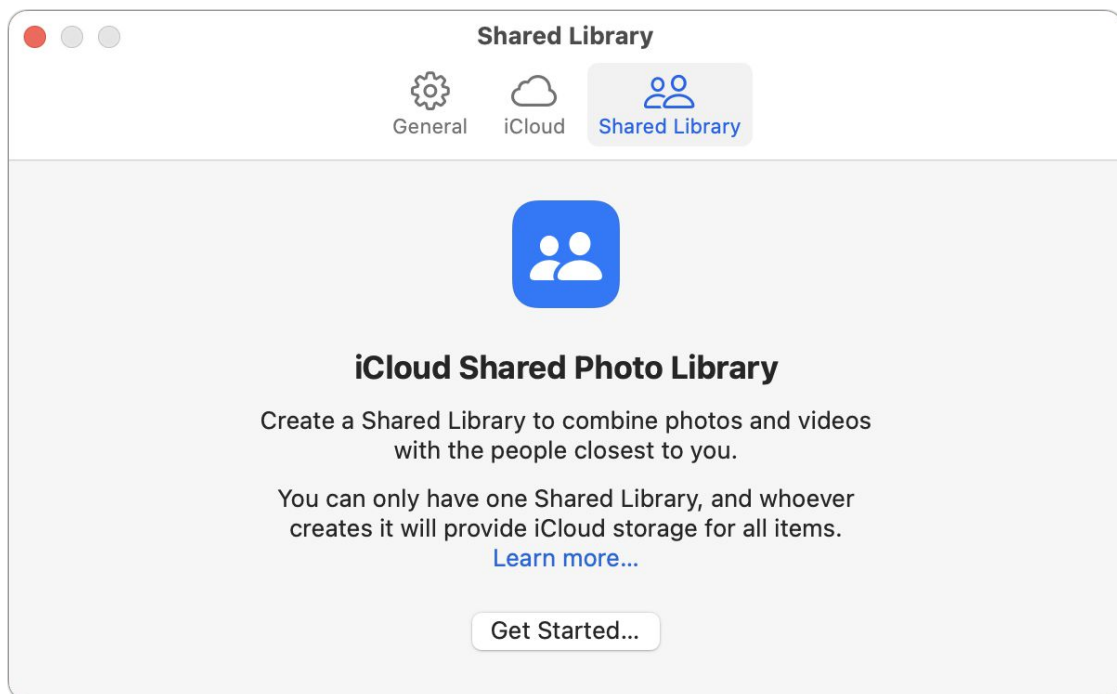 Shared Library
General
iCloud
Shared Library
iCloud Shared Photo Library
Create a Shared Library to combine photos and videos
with the people closest to you.
You can only have one Shared Library, and whoever
creates it will provide iCloud storage for all items.
Learn more...
Get Started...